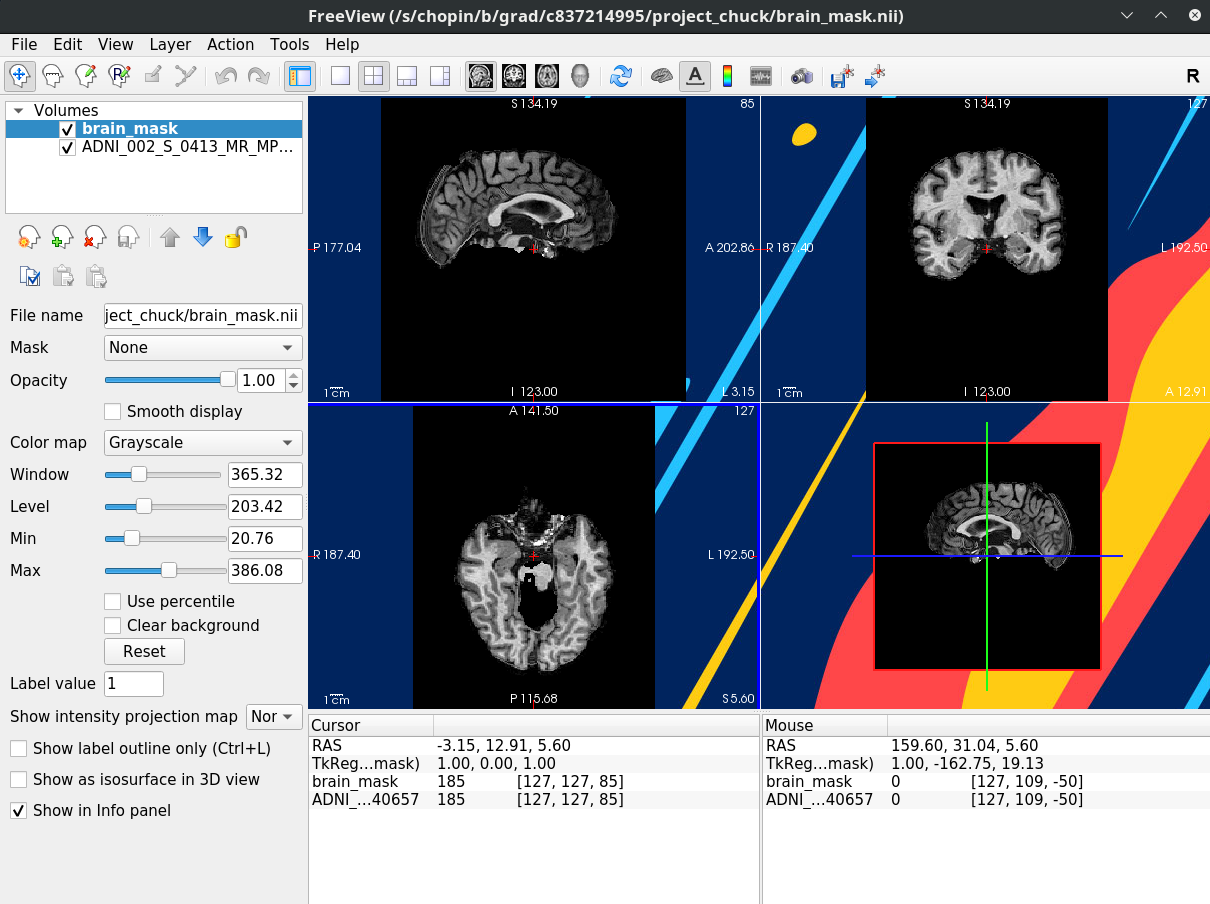 FreeView (/s/chopin/b/grad/c837214995/project_chuck/brain_mask.nii)
File Edit View Layer Action Tools Help
A
R
Volumes
brain_mask
ADNI_002_S_0413_MR_MP...
File name ject_chuck/brain_mask.nii
Mask None
Opacity 1.00
Smooth display
Color map Grayscale
Window 365.32
Level 203.42
Min 20.76
Max 386.08
Use percentile
Clear background
Reset
Label value 1
Show intensity projection map Nor
Show label outline only (Ctrl+L)
Show as isosurface in 3D view
Show in Info panel
S 134.19 85
P 177.04 A 202.86
1 cm I 123.00 L 3.15
S 134.19 127
R 187.40 L 192.50
1 cm I 123.00 A 12.91
A 141.50 127
R 187.40 L 192.50
1 cm P 115.68 S 5.60
Cursor
RAS -3.15, 12.91, 5.60
TkReg...mask) 1.00, 0.00, 1.00
brain_mask 185 [127, 127, 85]
ADNI_...40657 185 [127, 127, 85]
Mouse
RAS 159.60, 31.04, 5.60
TkReg...mask) 1.00, -162.75, 19.13
brain_mask 0 [127, 109, -50]
ADNI_...40657 0 [127, 109, -50]